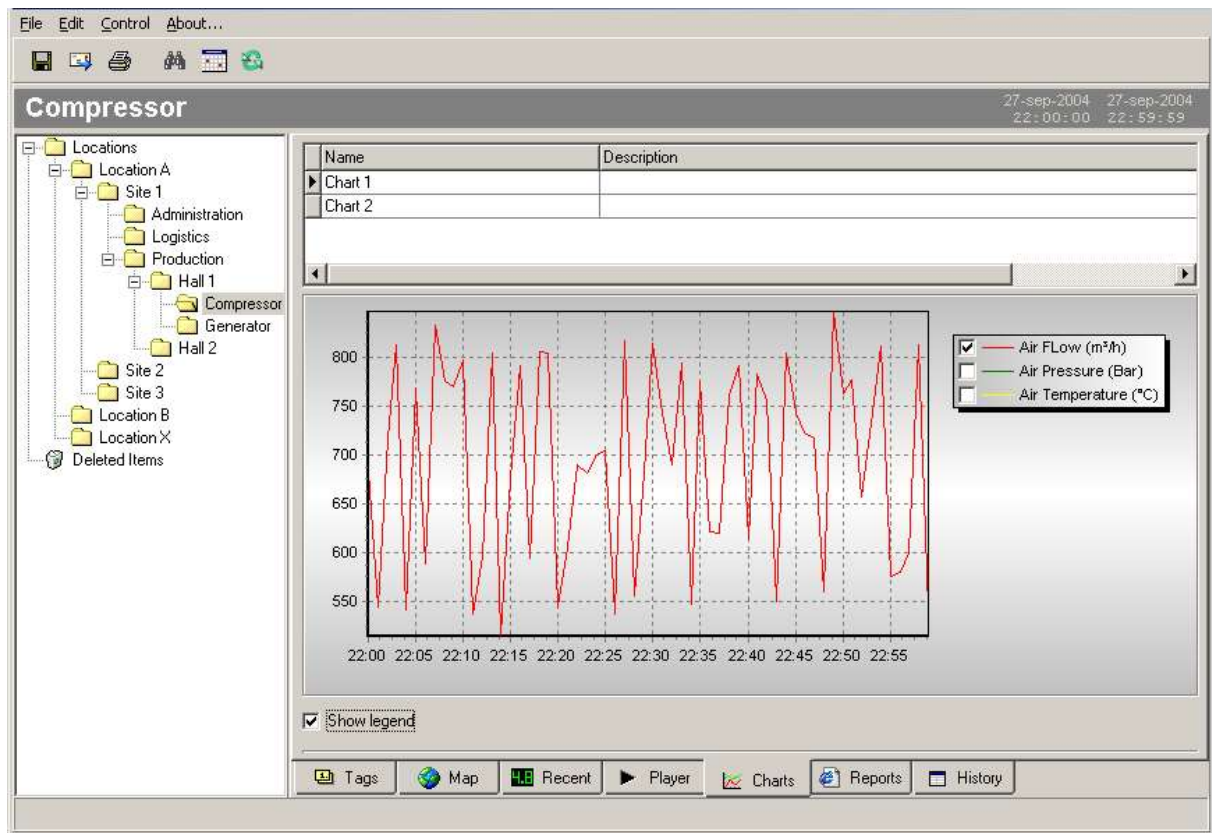 File Edit Control About...
Compressor
27-sep-2004 27-sep-2004
22:00:00 22:59:59
Locations
Location A
Site 1
Administration
Logistics
Production
Hall 1
Compressor
Generator
Hall 2
Site 2
Site 3
Location B
Location X
Deleted Items
Name Description
Chart 1
Chart 2
800
750
700
650
600
550
22:00 22:05 22:10 22:15 22:20 22:25 22:30 22:35 22:40 22:45 22:50 22:55
Air FLow (m³/h)
Air Pressure (Bar)
Air Temperature (°C)
Show legend
Tags Map 4.8 Recent Player Charts Reports History